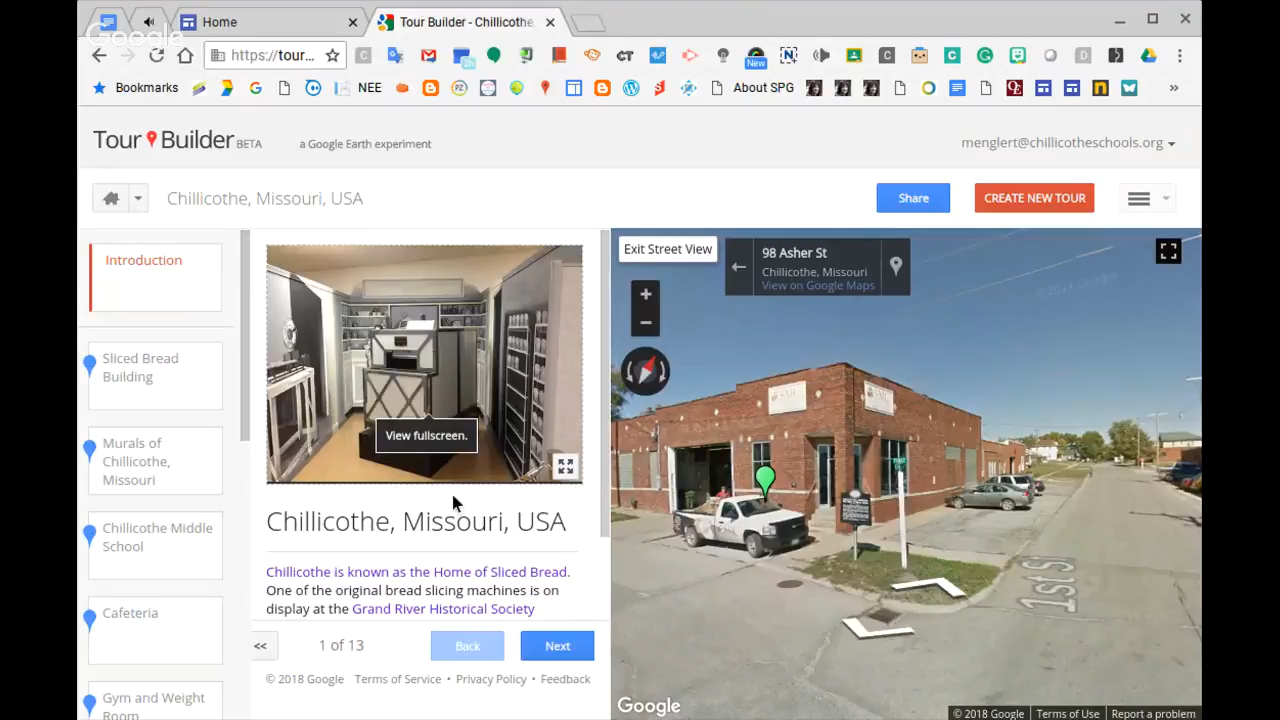 Google
Home
Tour Builder - Chillicothe,
https://tour...
2h
New
Bookmarks
NEE
About SPG
»
Tour Builder BETA
a Google Earth experiment
menglert@chillicotheschools.org
Chillicothe, Missouri, USA
Share
CREATE NEW TOUR
Introduction
Sliced Bread
Building
Murals of
Chillicothe,
Missouri
Chillicothe Middle
School
Cafeteria
Gym and Weight
Room
View fullscreen.
Chillicothe, Missouri, USA
Chillicothe is known as the Home of Sliced Bread.
One of the original bread slicing machines is on
display at the Grand River Historical Society
<<
1 of 13
Back
Next
© 2018 Google
Terms of Service • Privacy Policy • Feedback
Exit Street View
98 Asher St
Chillicothe, Missouri
View on Google Maps
1st St
Google
© 2018 Google
Terms of Use
Report a problem